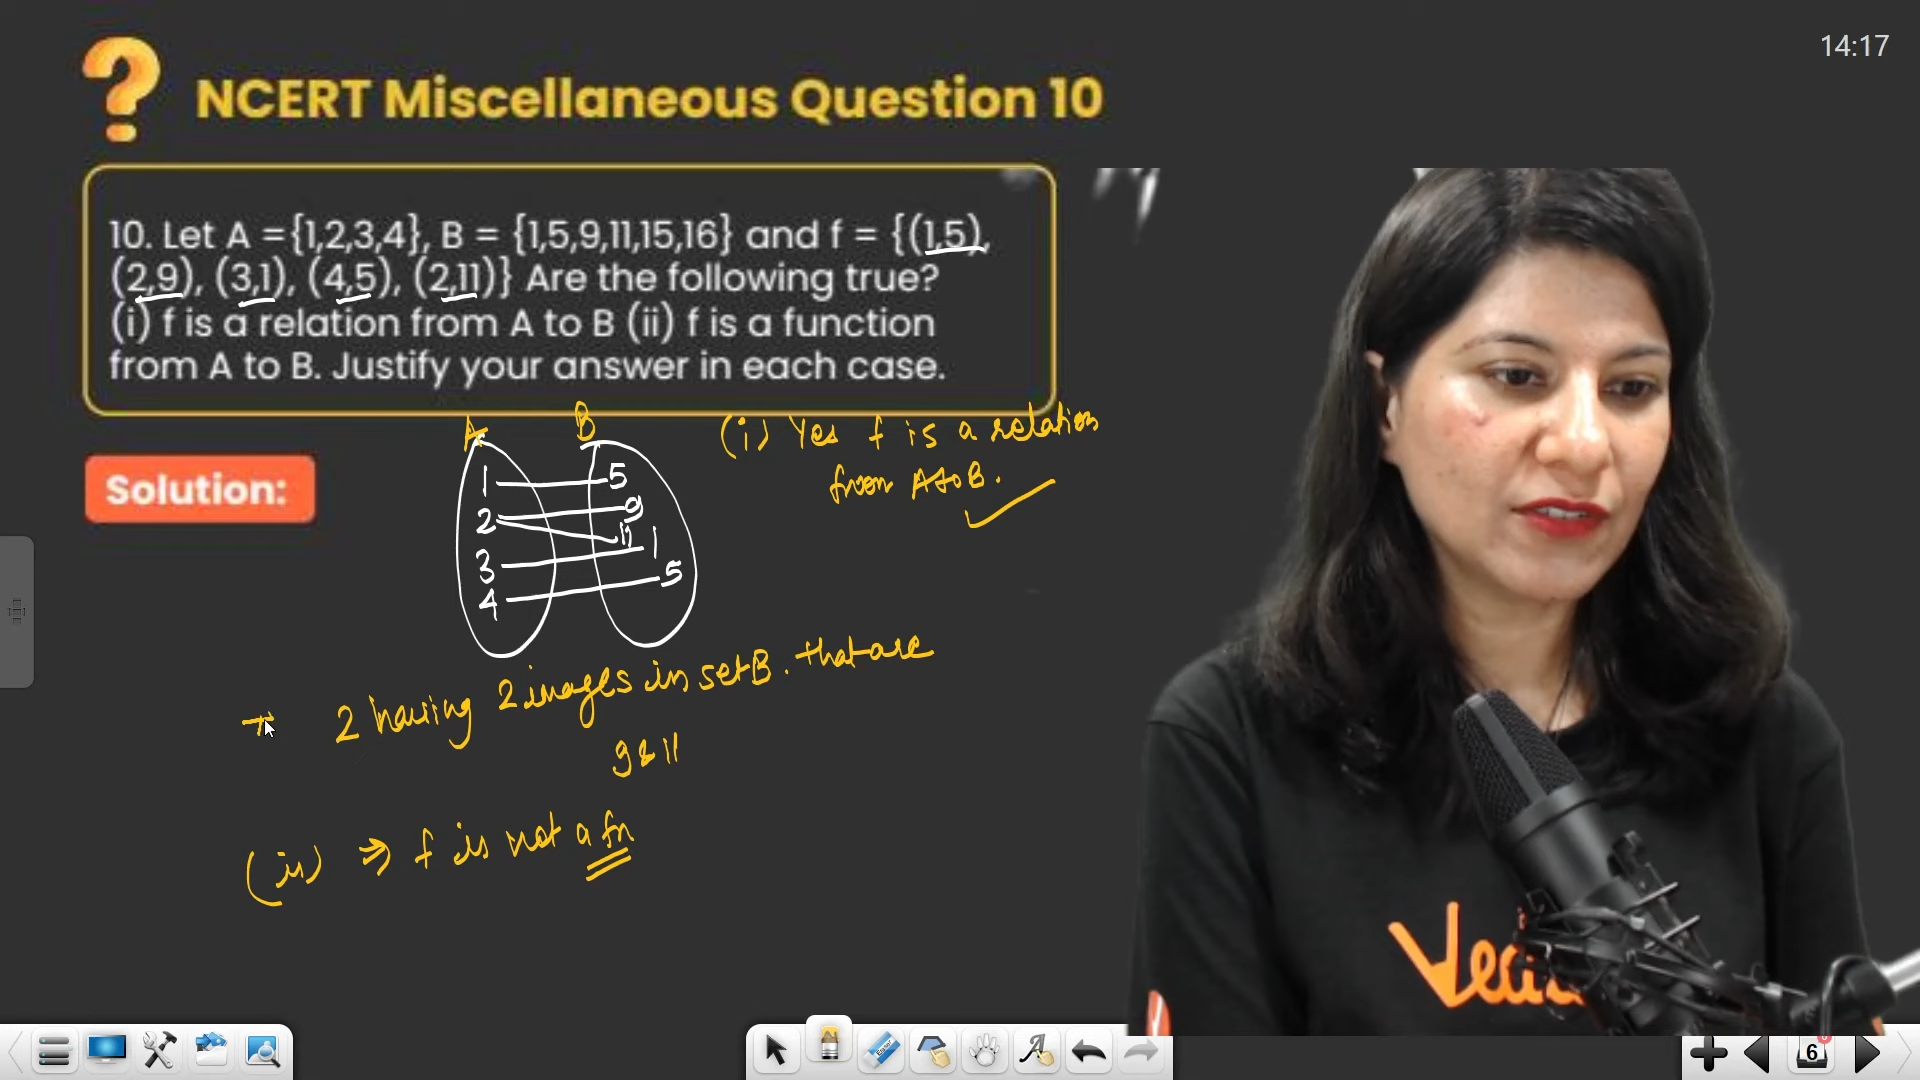 14:17
NCERT Miscellaneous Question 10
10. Let A ={1,2,3,4}, B = {1,5,9,11,15,16} and f = {(1,5),
(2,9), (3,1), (4,5), (2,11)} Are the following true?
(i) f is a relation from A to B (ii) f is a function
from A to B. Justify your answer in each case.
Solution:
A B
1 5
2 9
11
3 1
4 5
(i) Yes f is a relation
from A to B.
→ 2 having 2 images in set B. that are
9 & 11
(ii) ⇒ f is not a fn
Eraser
6